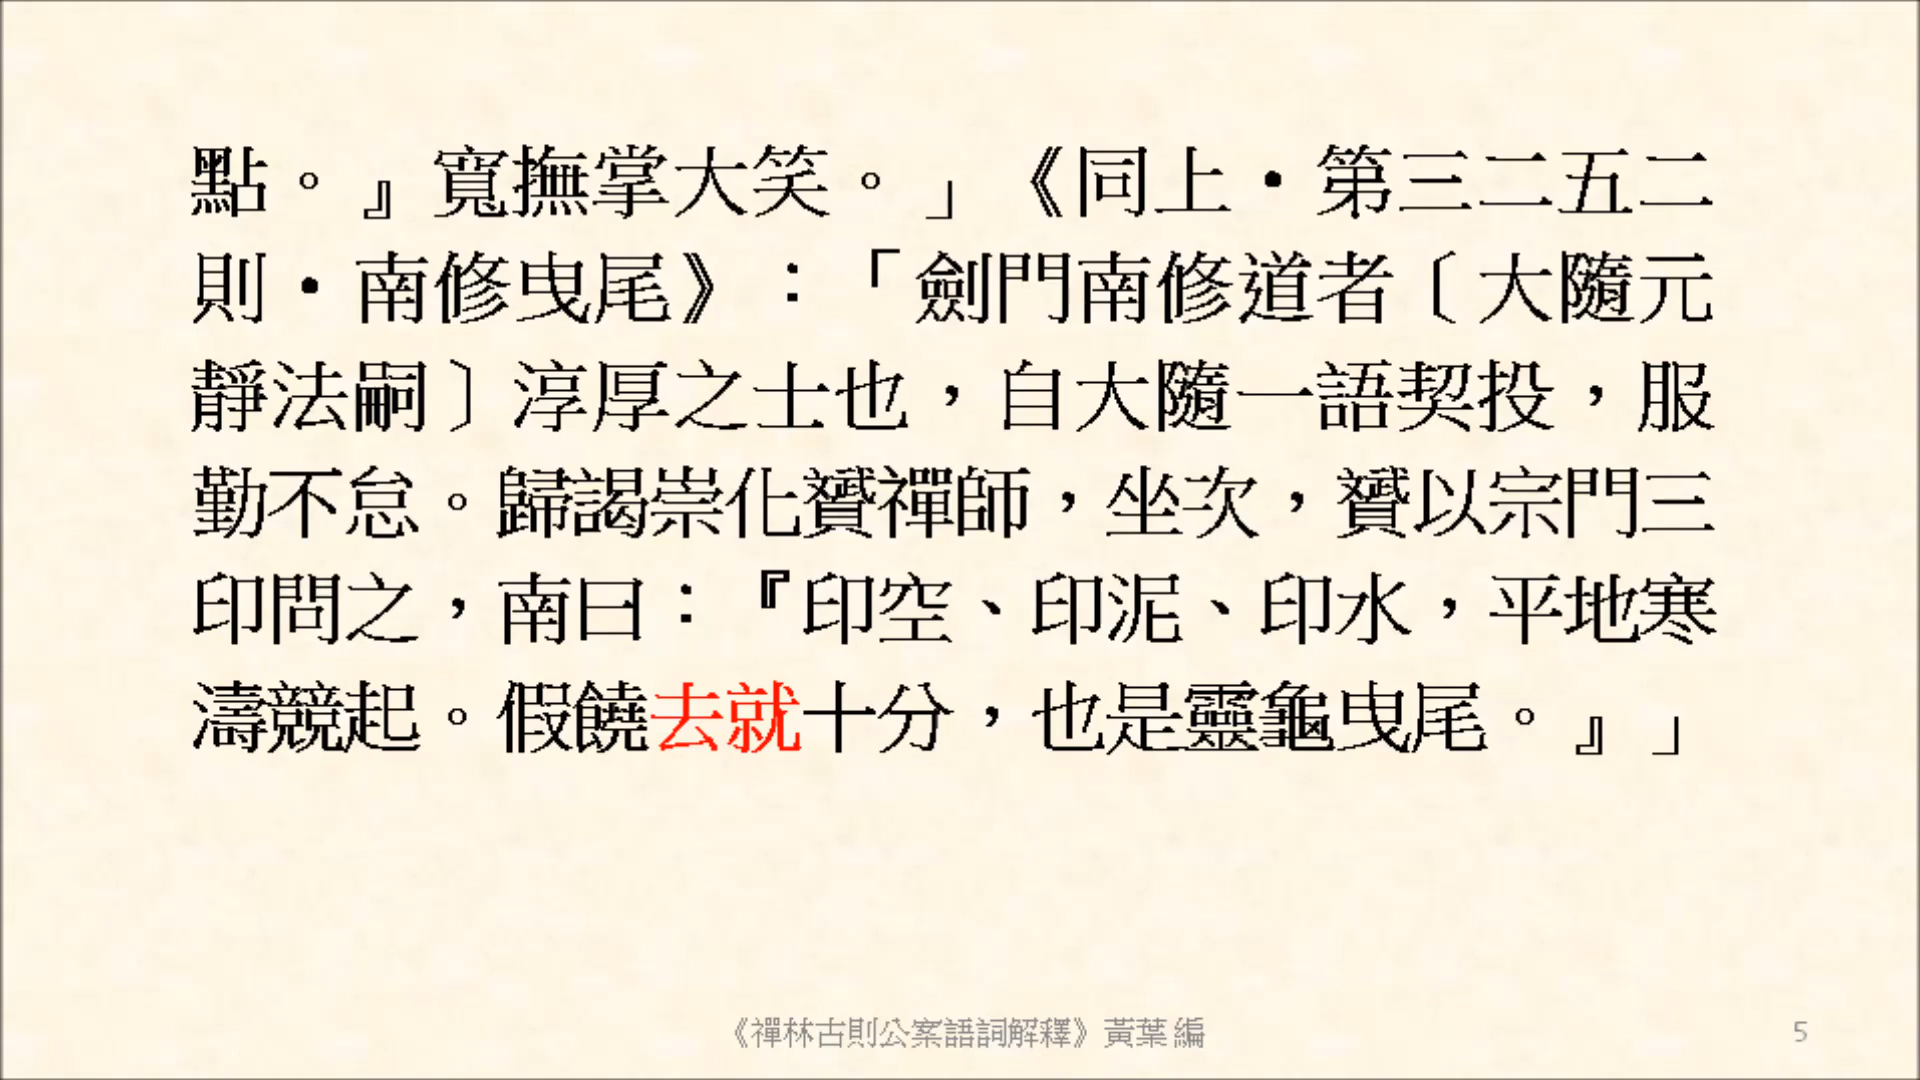 點。』寬撫掌大笑。」《同上・第三二五二
則・南修曳尾》：「劍門南修道者〔大隨元
靜法嗣〕淳厚之士也，自大隨一語契投，服
勤不怠。歸謁崇化贇禪師，坐次，贇以宗門三
印問之，南曰：『印空、印泥、印水，平地寒
濤競起。假饒去就十分，也是靈龜曳尾。』」
《禪林古則公案語詞解釋》黃葉編
5